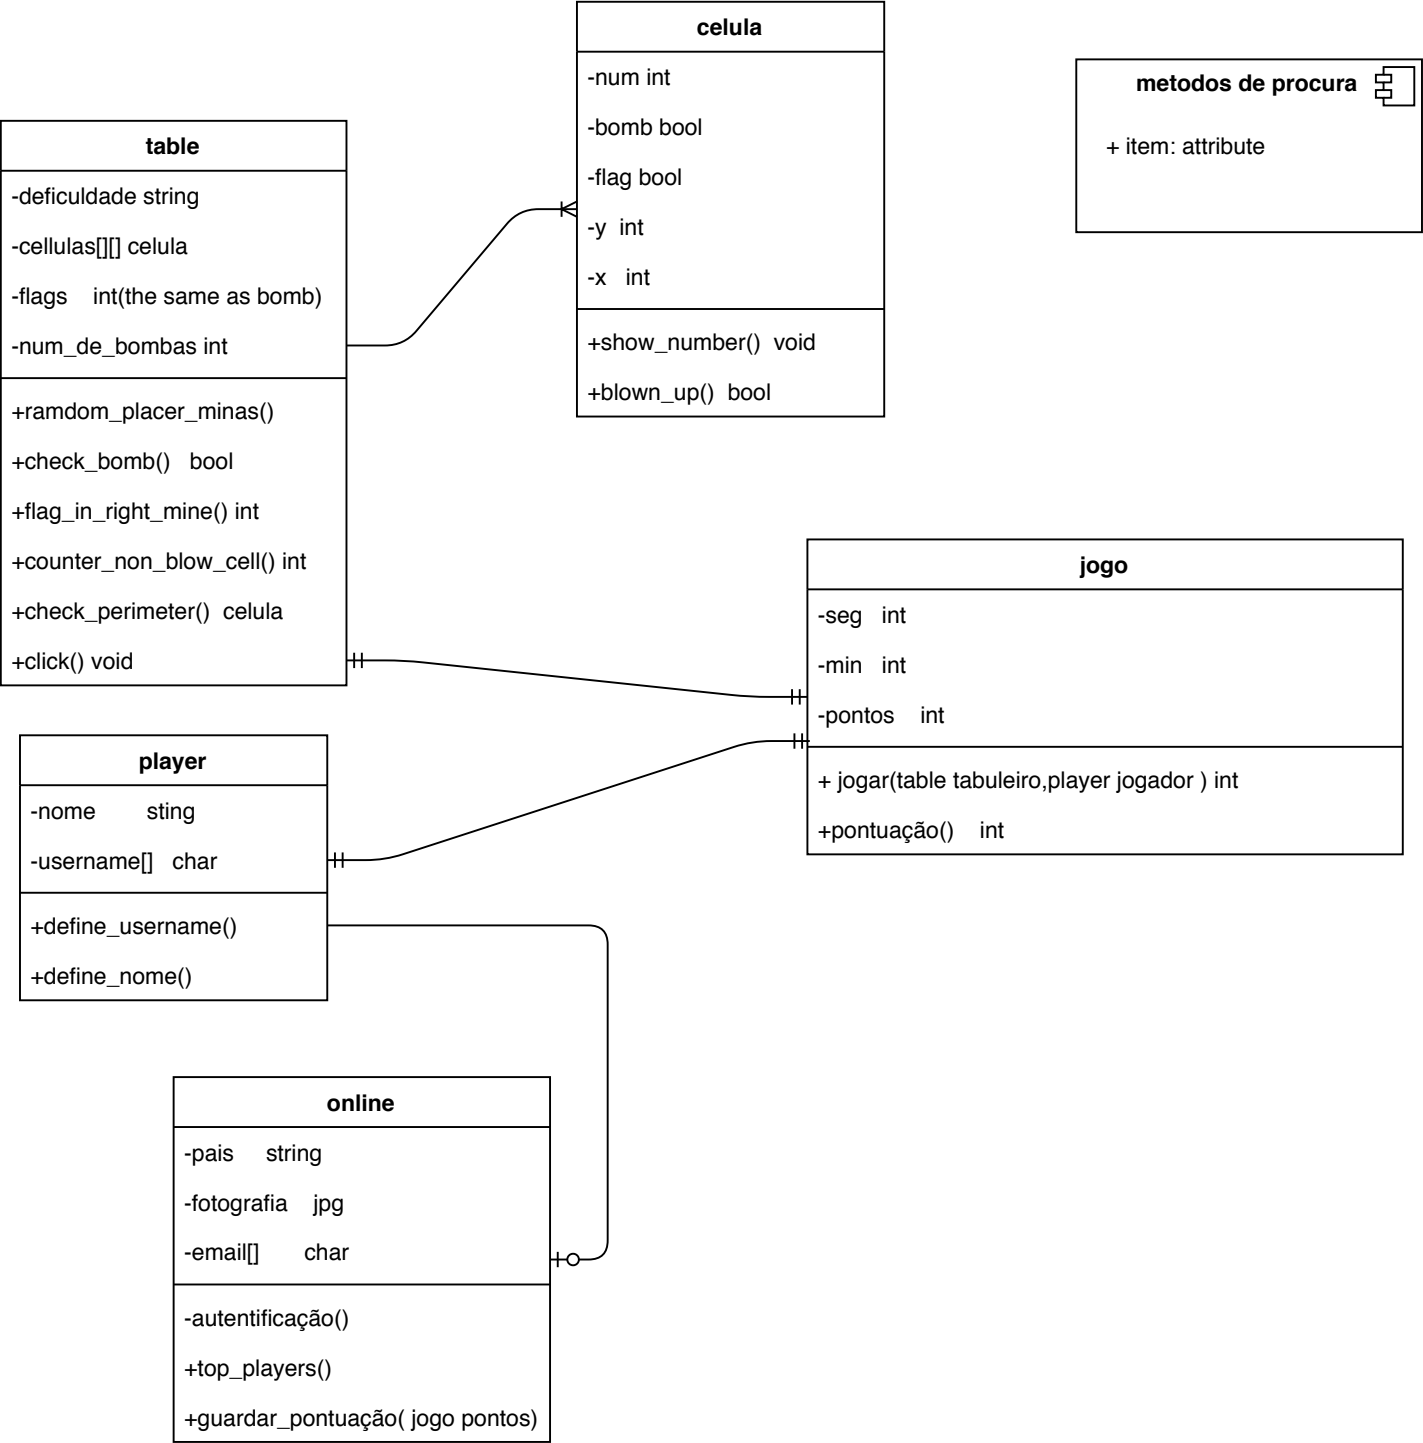 celula
-num int
-bomb bool
-flag bool
-y int
-x int
+show_number() void
+blown_up() bool
metodos de procura
+ item: attribute
table
-deficuldade string
-cellulas[][] celula
-flags int(the same as bomb)
-num_de_bombas int
+ramdom_placer_minas()
+check_bomb() bool
+flag_in_right_mine() int
+counter_non_blow_cell() int
+check_perimeter() celula
+click() void
jogo
-seg int
-min int
-pontos int
+ jogar(table tabuleiro,player jogador ) int
+pontuação() int
player
-nome sting
-username[] char
+define_username()
+define_nome()
online
-pais string
-fotografia jpg
-email[] char
-autentificação()
+top_players()
+guardar_pontuação( jogo pontos)